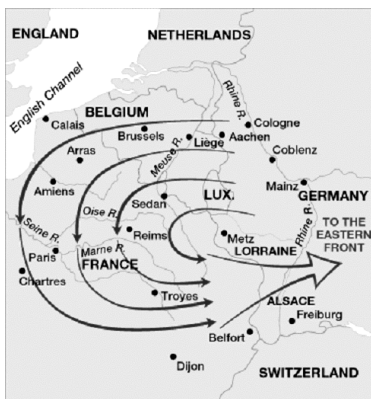 ENGLAND
NETHERLANDS
English Channel
Rhine R.
BELGIUM
Calais
Brussels
Meuse R.
Liège
Aachen
Cologne
Arras
Coblenz
Amiens
Sedan
LUX.
Mainz
GERMANY
Oise R.
Seine R.
Reims
Metz
Rhine R.
TO THE
EASTERN
FRONT
Paris
Marne R.
LORRAINE
FRANCE
Chartres
Troyes
ALSACE
Freiburg
Belfort
Dijon
SWITZERLAND